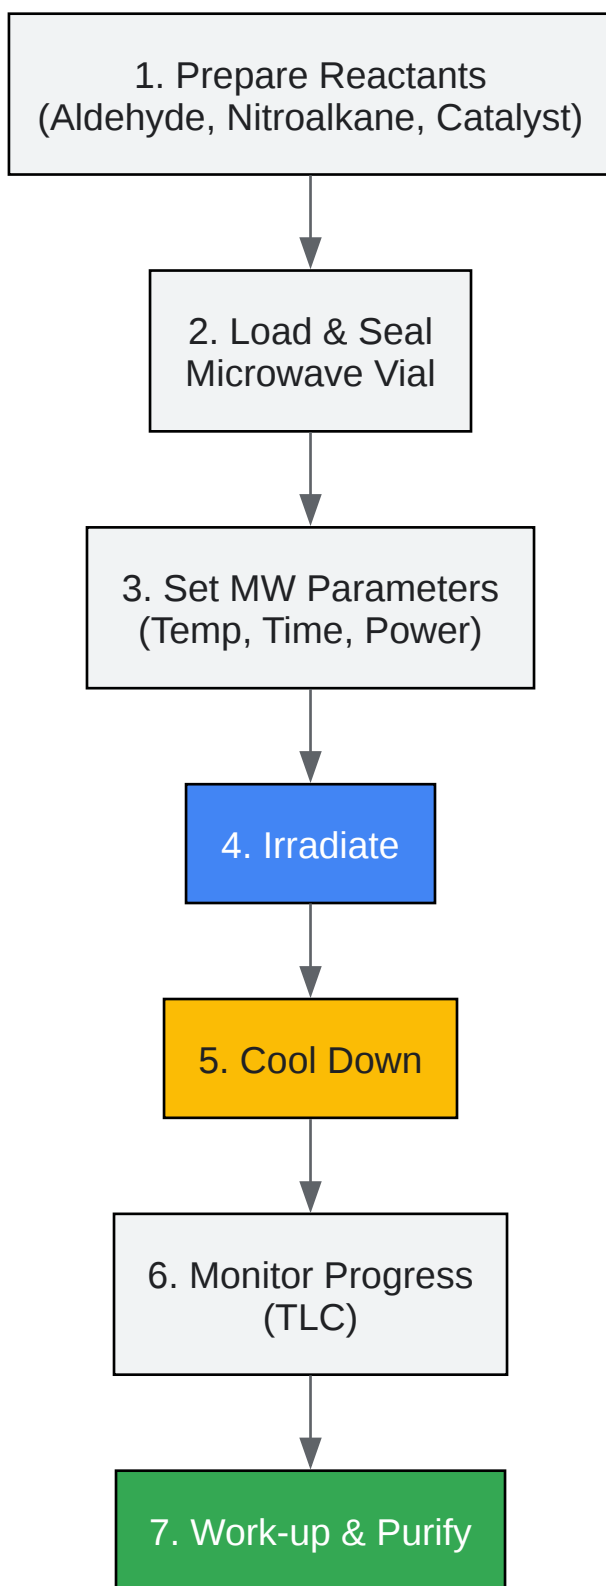 1. Prepare Reactants
(Aldehyde, Nitroalkane, Catalyst)
2. Load & Seal
Microwave Vial
3. Set MW Parameters
(Temp, Time, Power)
4. Irradiate
5. Cool Down
6. Monitor Progress
(TLC)
7. Work-up & Purify